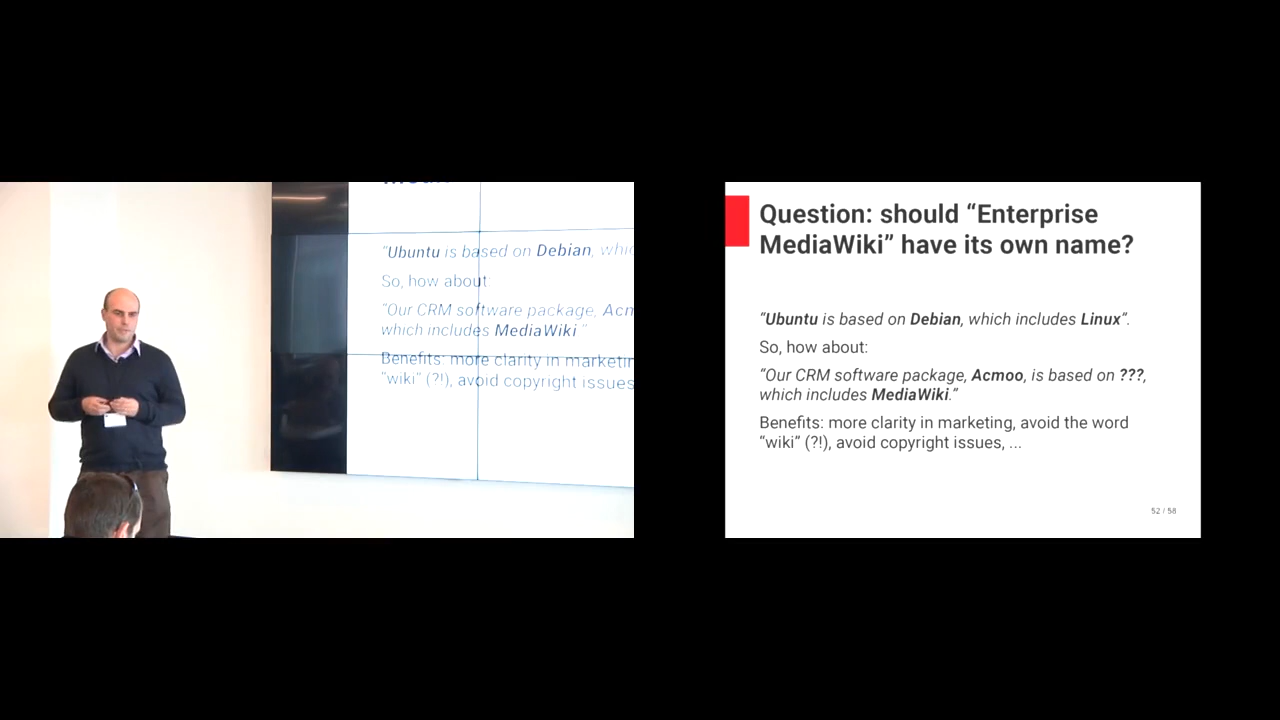 “Ubuntu is based on Debian, whic
So, how about:
“Our CRM software package, Acm
which includes MediaWiki.”
Benefits: more clarity in marketin
“wiki” (?!), avoid copyright issues
Question: should “Enterprise
MediaWiki” have its own name?
“Ubuntu is based on Debian, which includes Linux”.
So, how about:
“Our CRM software package, Acmoo, is based on ???,
which includes MediaWiki.”
Benefits: more clarity in marketing, avoid the word
“wiki” (?!), avoid copyright issues, ...
52 / 58